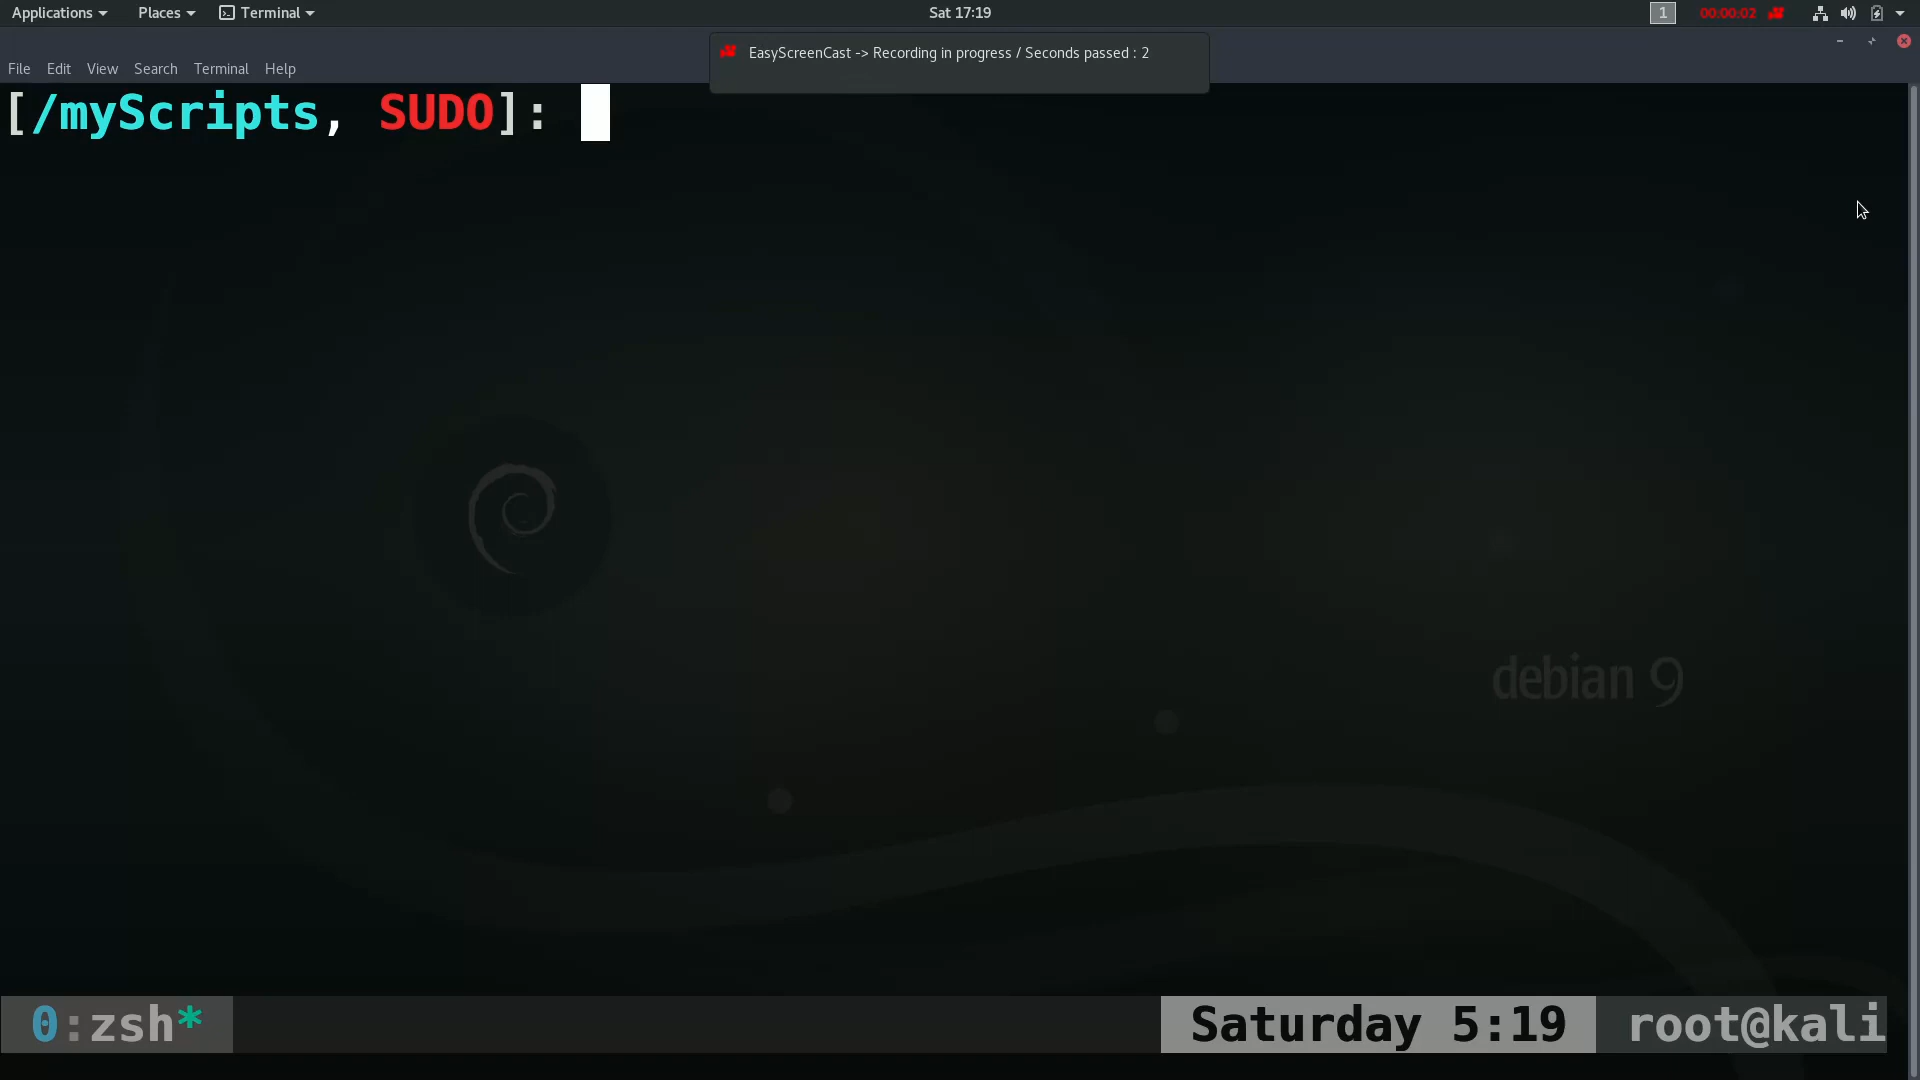 Applications Places Terminal Sat 17:19 1 00:00:02
EasyScreenCast -> Recording in progress / Seconds passed : 2
File Edit View Search Terminal Help
[/myScripts, SUDO]:
debian 9
0:zsh* Saturday 5:19 root@kali